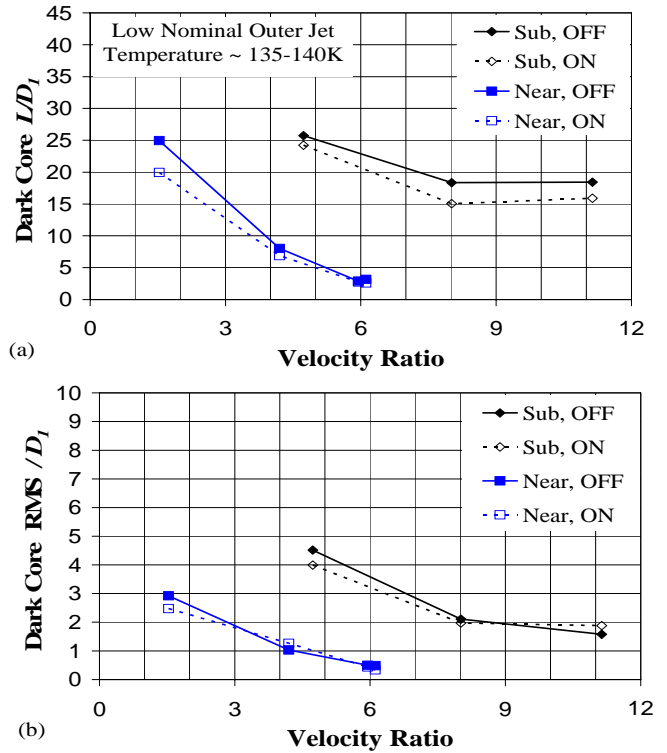 45
40
35
30
25
20
15
10
5
0
Dark Core L/D1
Low Nominal Outer Jet
Temperature ~ 135-140K
Sub, OFF
Sub, ON
Near, OFF
Near, ON
0 3 6 9 12
(a)
Velocity Ratio
10
9
8
7
6
5
4
3
2
1
0
Dark Core RMS / D1
Sub, OFF
Sub, ON
Near, OFF
Near, ON
0 3 6 9 12
(b)
Velocity Ratio